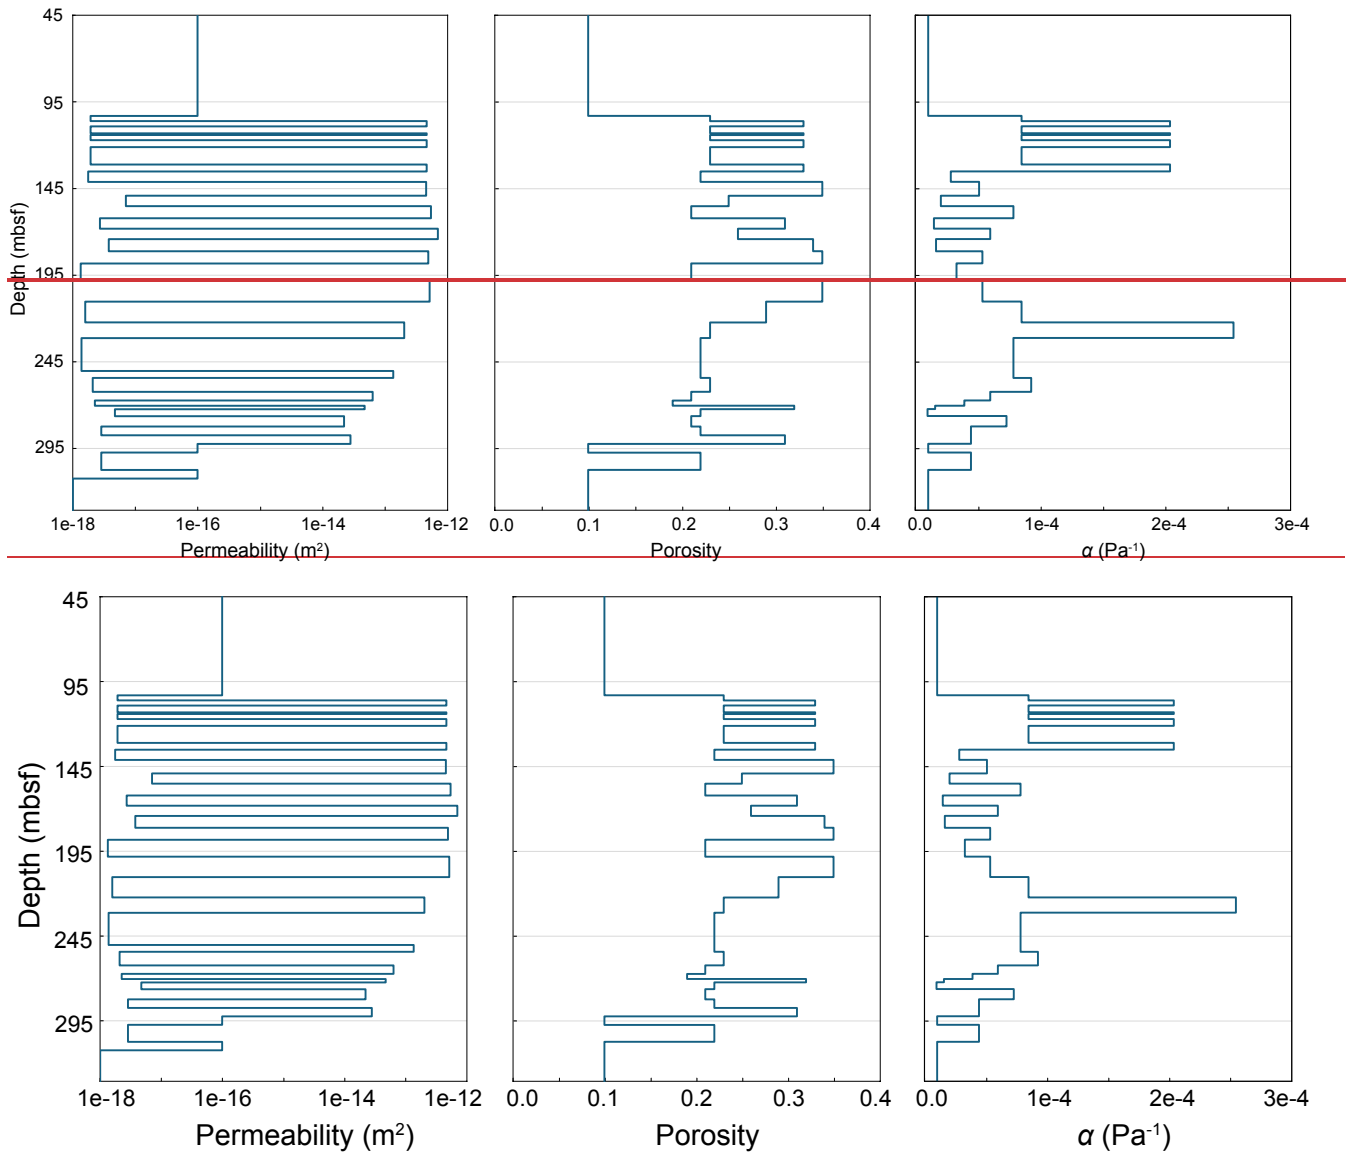 45
95
145
195
245
295
Depth (mbsf)
1e-18 1e-16 1e-14 1e-12
Permeability (m²)
0.0 0.1 0.2 0.3 0.4
Porosity
0.0 1e-4 2e-4 3e-4
α (Pa⁻¹)
45
95
145
195
245
295
Depth (mbsf)
1e-18 1e-16 1e-14 1e-12
Permeability (m²)
0.0 0.1 0.2 0.3 0.4
Porosity
0.0 1e-4 2e-4 3e-4
α (Pa⁻¹)